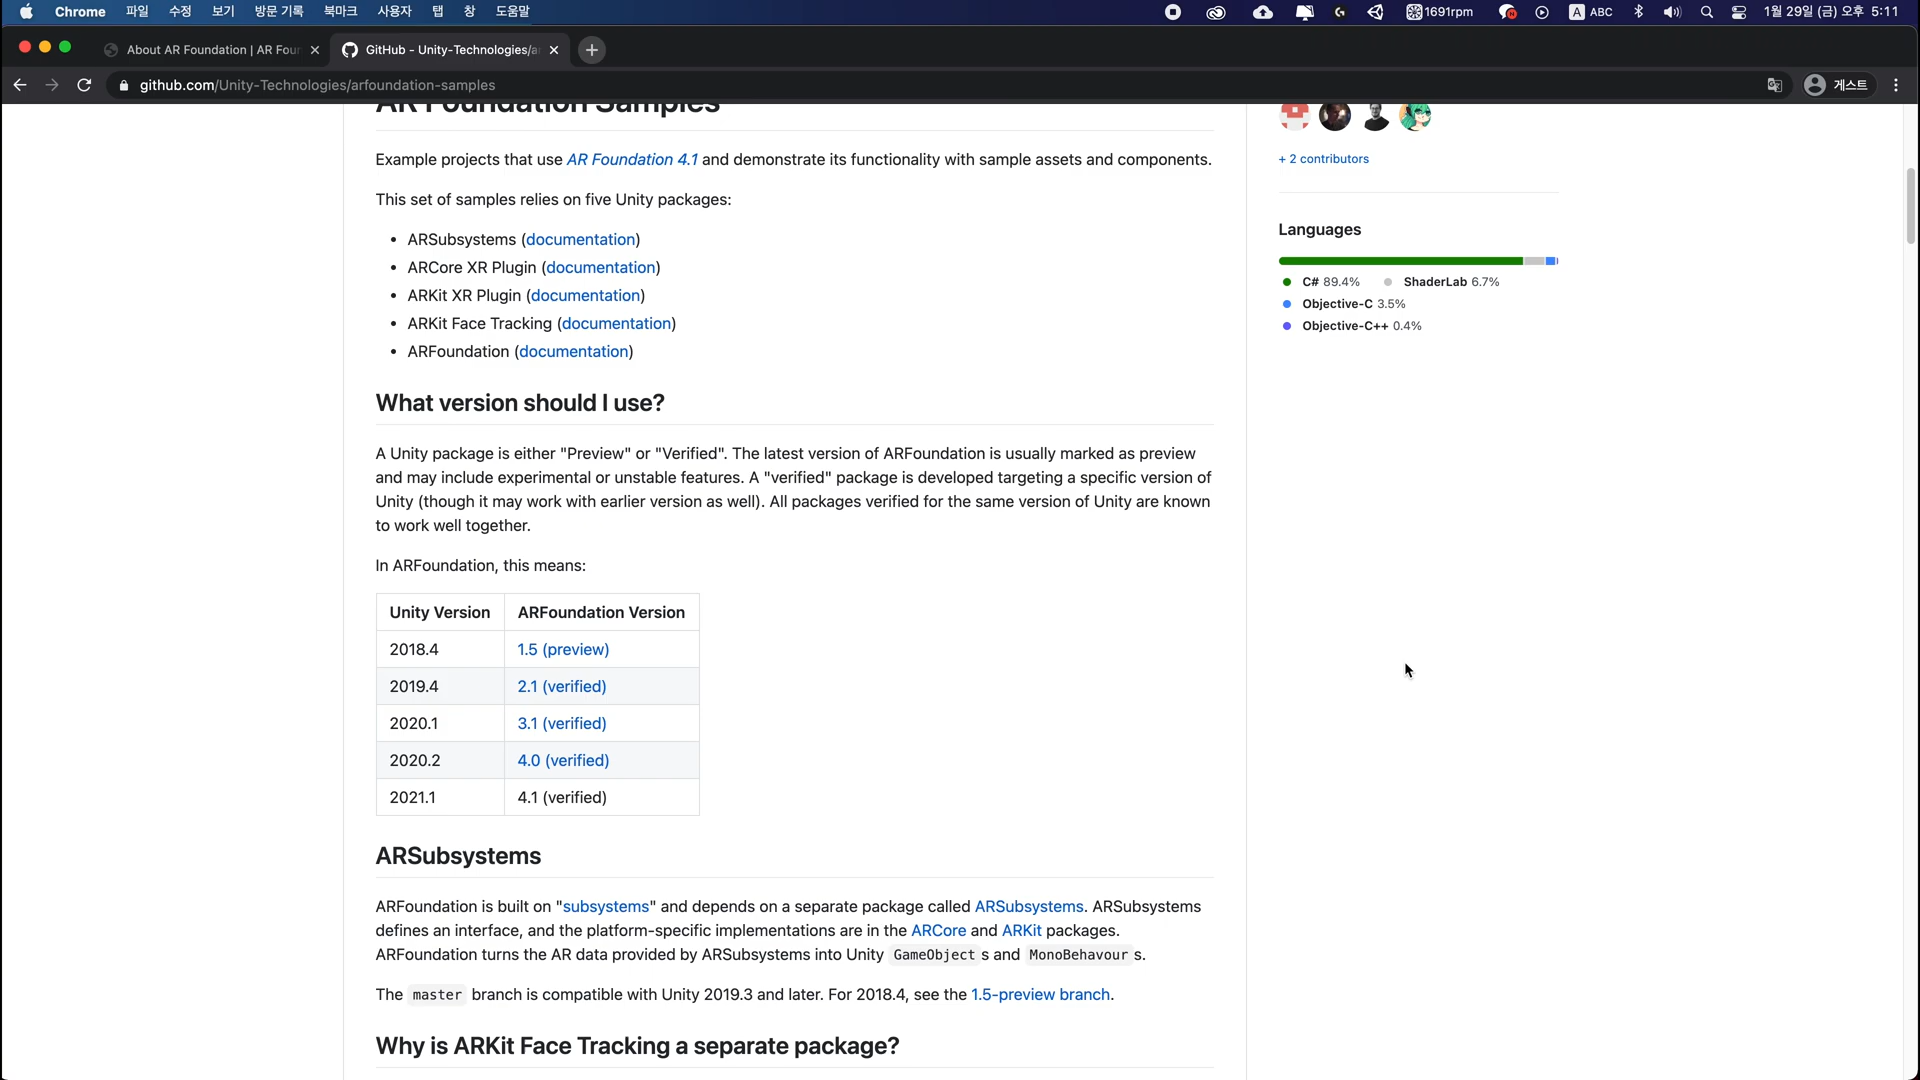 Chrome 파일 수정 보기 방문 기록 북마크 사용자 탭 창 도움말 1691rpm A ABC 1월 29일 (금) 오후 5:11
About AR Foundation | AR Foun GitHub - Unity-Technologies/a
github.com/Unity-Technologies/arfoundation-samples 게스트
AR Foundation Samples
Example projects that use AR Foundation 4.1 and demonstrate its functionality with sample assets and components.
+ 2 contributors
This set of samples relies on five Unity packages:
• ARSubsystems (documentation)
• ARCore XR Plugin (documentation)
• ARKit XR Plugin (documentation)
• ARKit Face Tracking (documentation)
• ARFoundation (documentation)
Languages
C# 89.4% ShaderLab 6.7%
Objective-C 3.5%
Objective-C++ 0.4%
What version should I use?
A Unity package is either "Preview" or "Verified". The latest version of ARFoundation is usually marked as preview
and may include experimental or unstable features. A "verified" package is developed targeting a specific version of
Unity (though it may work with earlier version as well). All packages verified for the same version of Unity are known
to work well together.
In ARFoundation, this means:
Unity Version ARFoundation Version
2018.4 1.5 (preview)
2019.4 2.1 (verified)
2020.1 3.1 (verified)
2020.2 4.0 (verified)
2021.1 4.1 (verified)
ARSubsystems
ARFoundation is built on "subsystems" and depends on a separate package called ARSubsystems. ARSubsystems
defines an interface, and the platform-specific implementations are in the ARCore and ARKit packages.
ARFoundation turns the AR data provided by ARSubsystems into Unity GameObject s and MonoBehavour s.
The master branch is compatible with Unity 2019.3 and later. For 2018.4, see the 1.5-preview branch.
Why is ARKit Face Tracking a separate package?